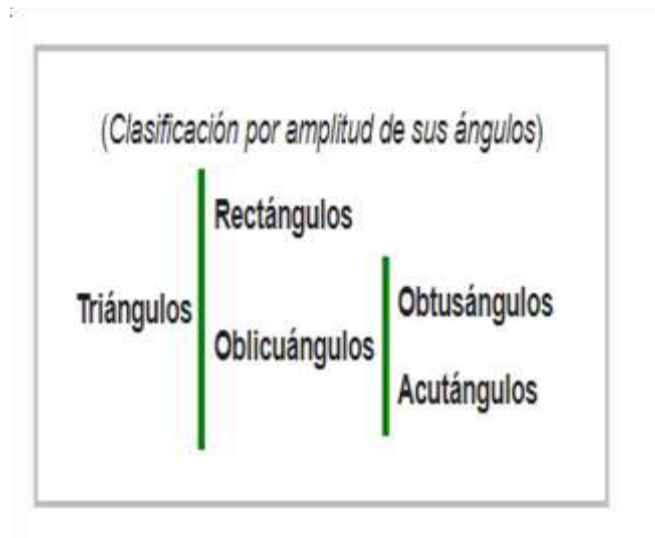 (Clasificación por amplitud de sus ángulos)
Triángulos
Rectángulos
Oblicuángulos
Obtusángulos
Acutángulos